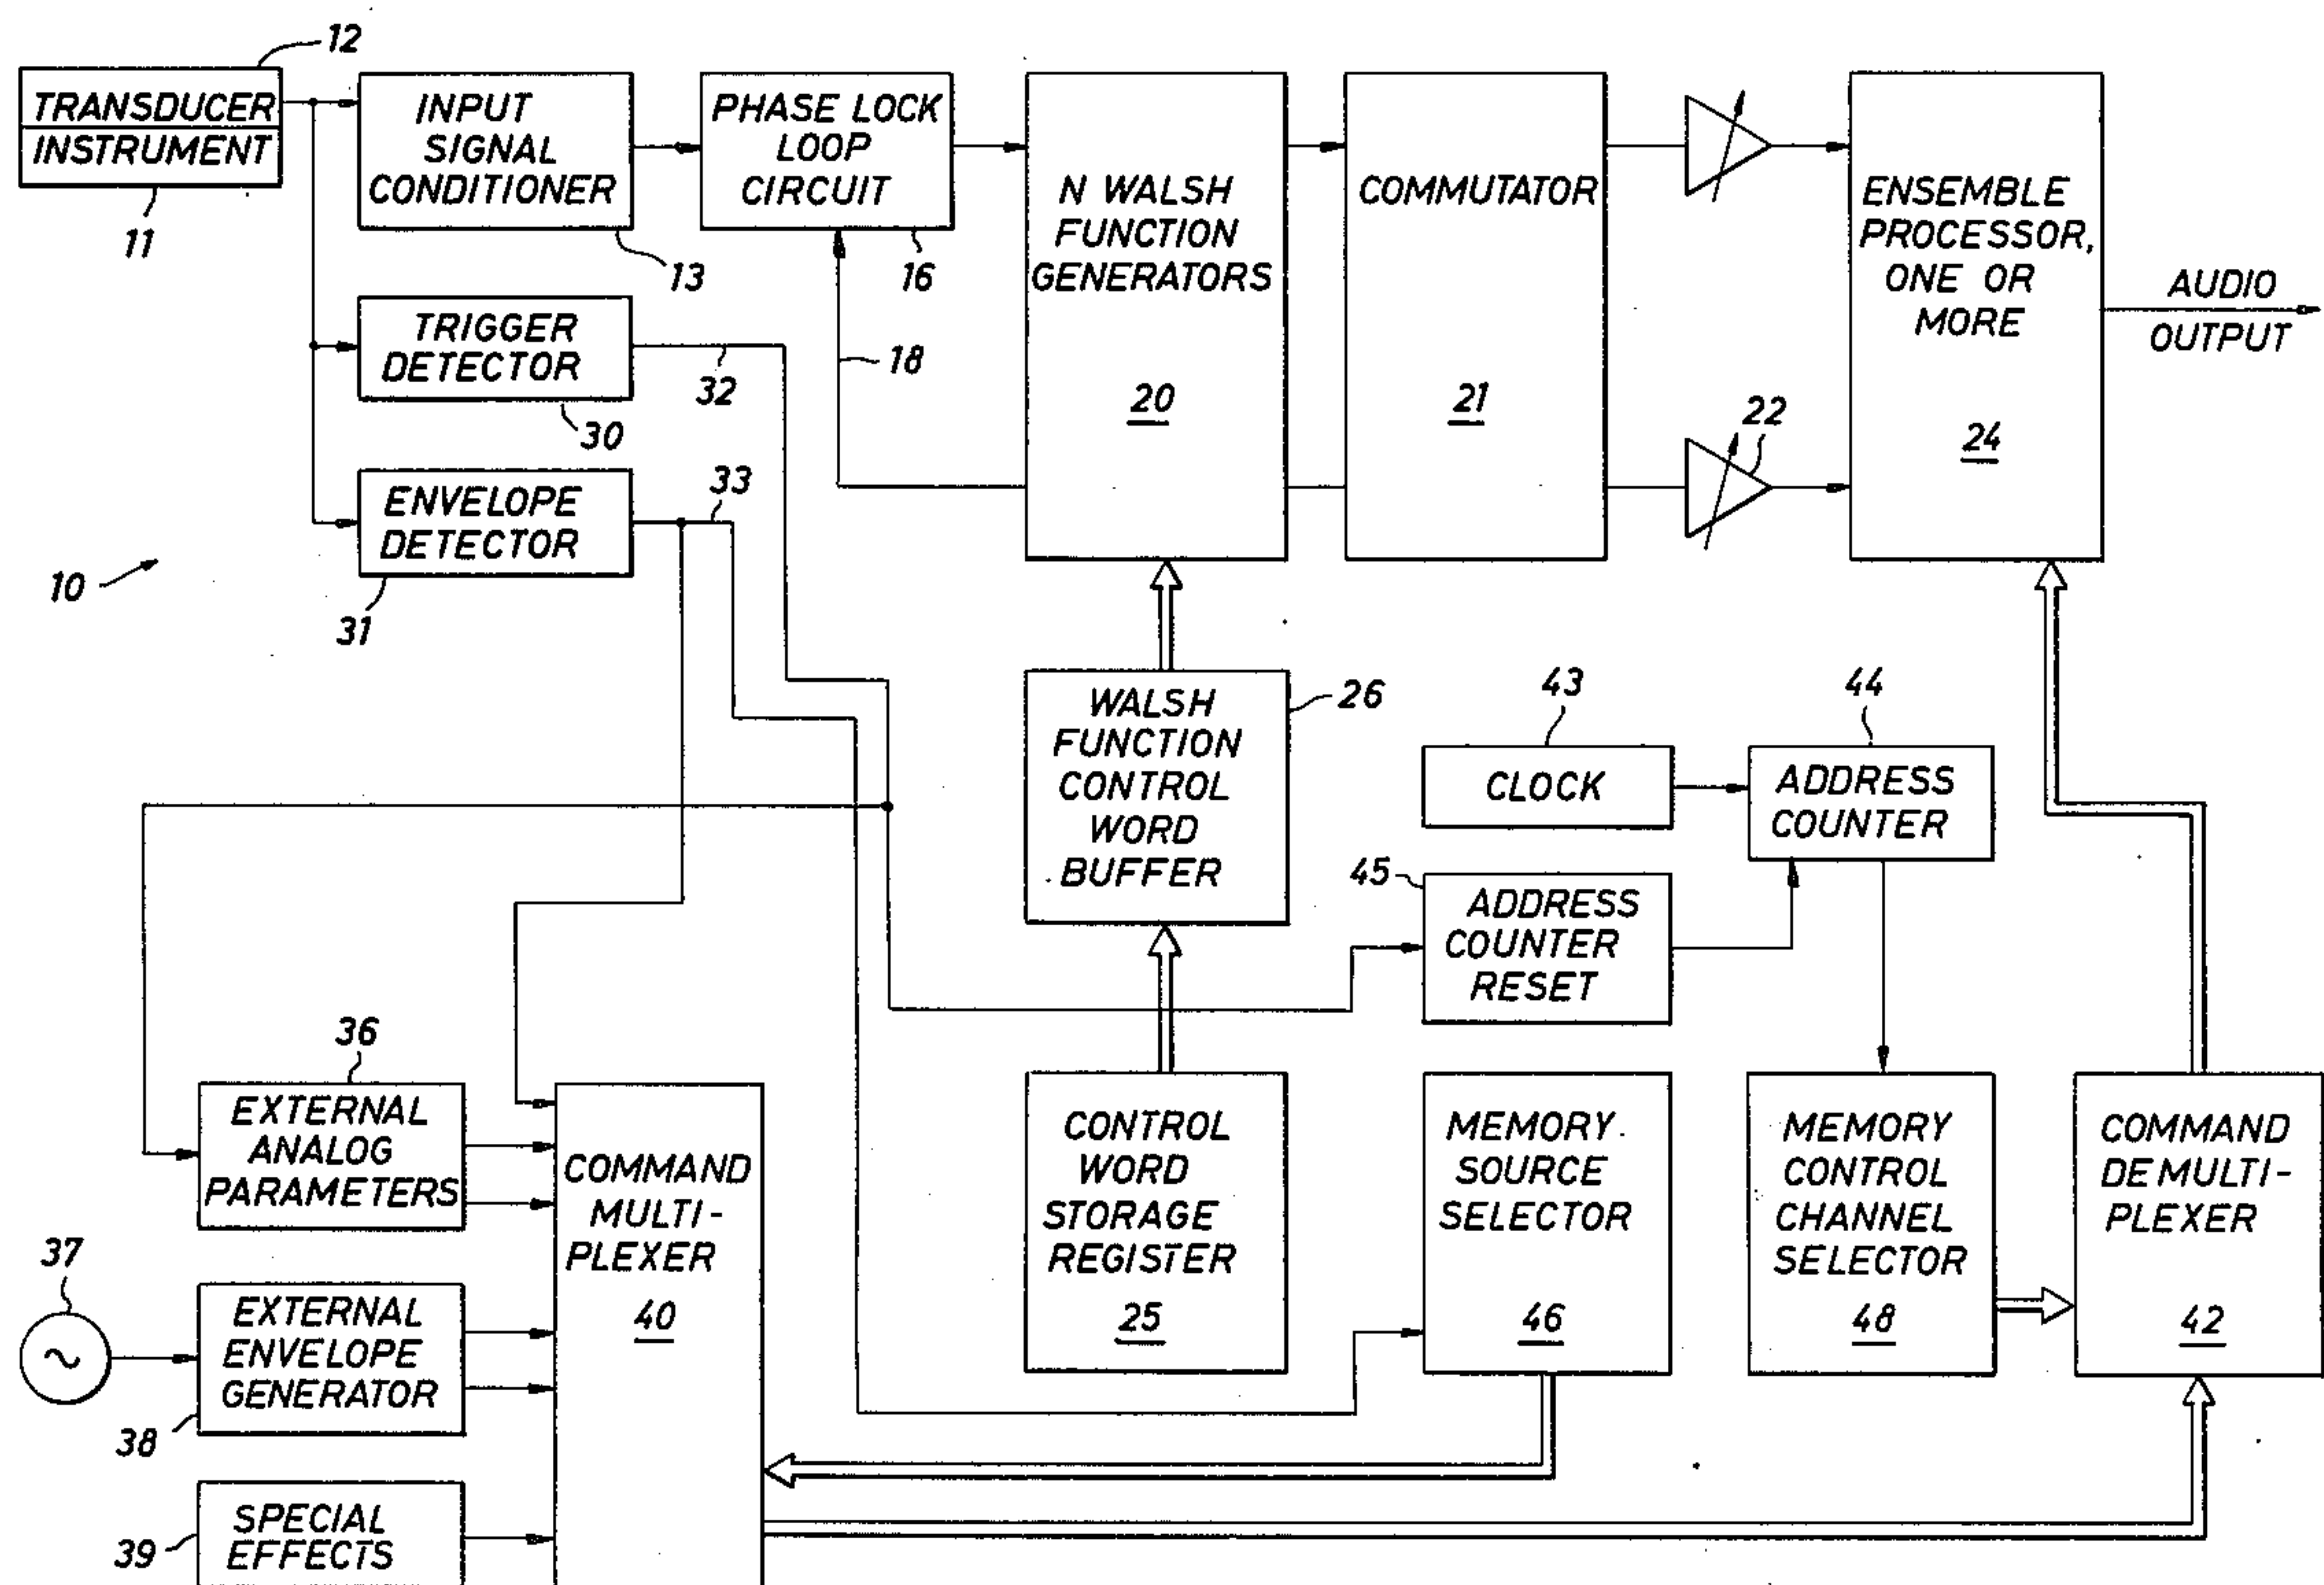 12
TRANSDUCER
INSTRUMENT
11
INPUT
SIGNAL
CONDITIONER
13
PHASE LOCK
LOOP
CIRCUIT
16
18
N WALSH
FUNCTION
GENERATORS
20
COMMUTATOR
21
22
ENSEMBLE
PROCESSOR,
ONE OR
MORE
24
AUDIO
OUTPUT
TRIGGER
DETECTOR
30
32
ENVELOPE
DETECTOR
31
33
10
WALSH
FUNCTION
CONTROL
WORD
BUFFER
26
43
CLOCK
44
ADDRESS
COUNTER
45
ADDRESS
COUNTER
RESET
36
EXTERNAL
ANALOG
PARAMETERS
37
EXTERNAL
ENVELOPE
GENERATOR
38
SPECIAL
EFFECTS
39
COMMAND
MULTI-
PLEXER
40
CONTROL
WORD
STORAGE
REGISTER
25
MEMORY
SOURCE
SELECTOR
46
MEMORY
CONTROL
CHANNEL
SELECTOR
48
COMMAND
DEMULTI-
PLEXER
42